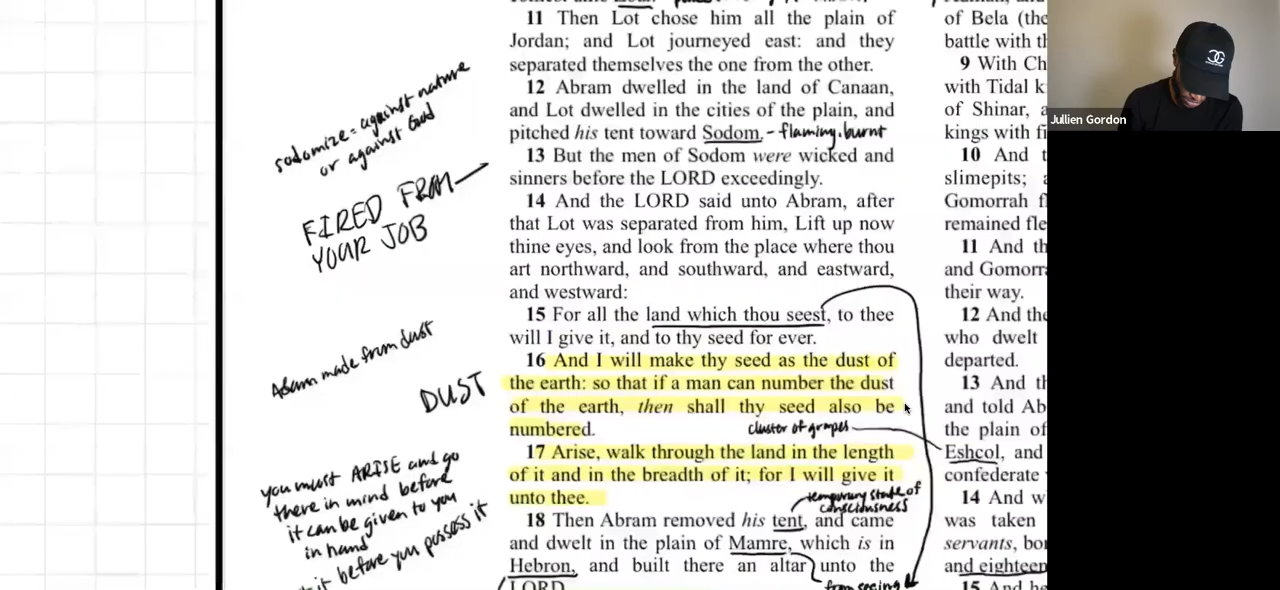 11 Then Lot chose him all the plain of
Jordan; and Lot journeyed east: and they
separated themselves the one from the other.
12 Abram dwelled in the land of Canaan,
and Lot dwelled in the cities of the plain, and
pitched his tent toward Sodom. - flaming, burnt
13 But the men of Sodom were wicked and
sinners before the LORD exceedingly.
14 And the LORD said unto Abram, after
that Lot was separated from him, Lift up now
thine eyes, and look from the place where thou
art northward, and southward, and eastward,
and westward:
15 For all the land which thou seest, to thee
will I give it, and to thy seed for ever.
16 And I will make thy seed as the dust of
the earth: so that if a man can number the dust
of the earth, then shall thy seed also be
numbered.
cluster of grapes
17 Arise, walk through the land in the length
of it and in the breadth of it; for I will give it
unto thee.
temporary state of
consciousness
18 Then Abram removed his tent, and came
and dwelt in the plain of Mamre, which is in
Hebron, and built there an altar unto the
LORD.
from seeing
sodomize = against nature
or against God
FIRED FROM
YOUR JOB
Adam made from dust
DUST
you must ARISE and go
there in mind before
it can be given to you
in hand
it before you possess it
of Bela (the
battle with th
9 With Ch
with Tidal k
of Shinar, a
kings with fi
10 And t
slimepits; a
Gomorrah f
remained fle
11 And th
and Gomorr
their way.
12 And the
who dwelt
departed.
13 And th
and told Ab
the plain of
Eshcol, and
confederate
14 And w
was taken
servants, bor
and eighteen
15 And he
Jullien Gordon